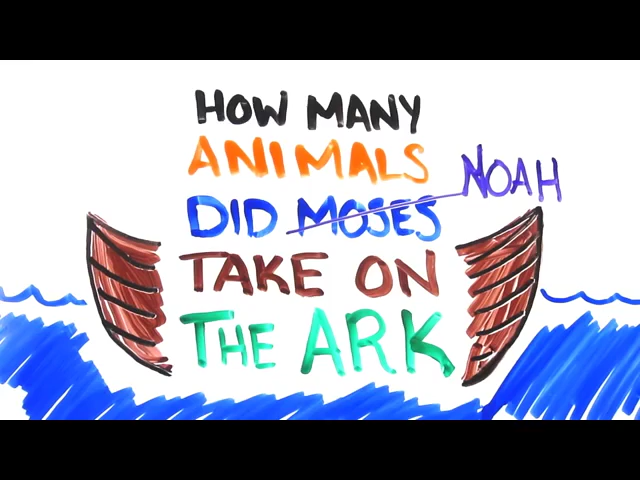 HOW MANY
ANIMALS
NOAH
DID MOSES
TAKE ON
THE ARK